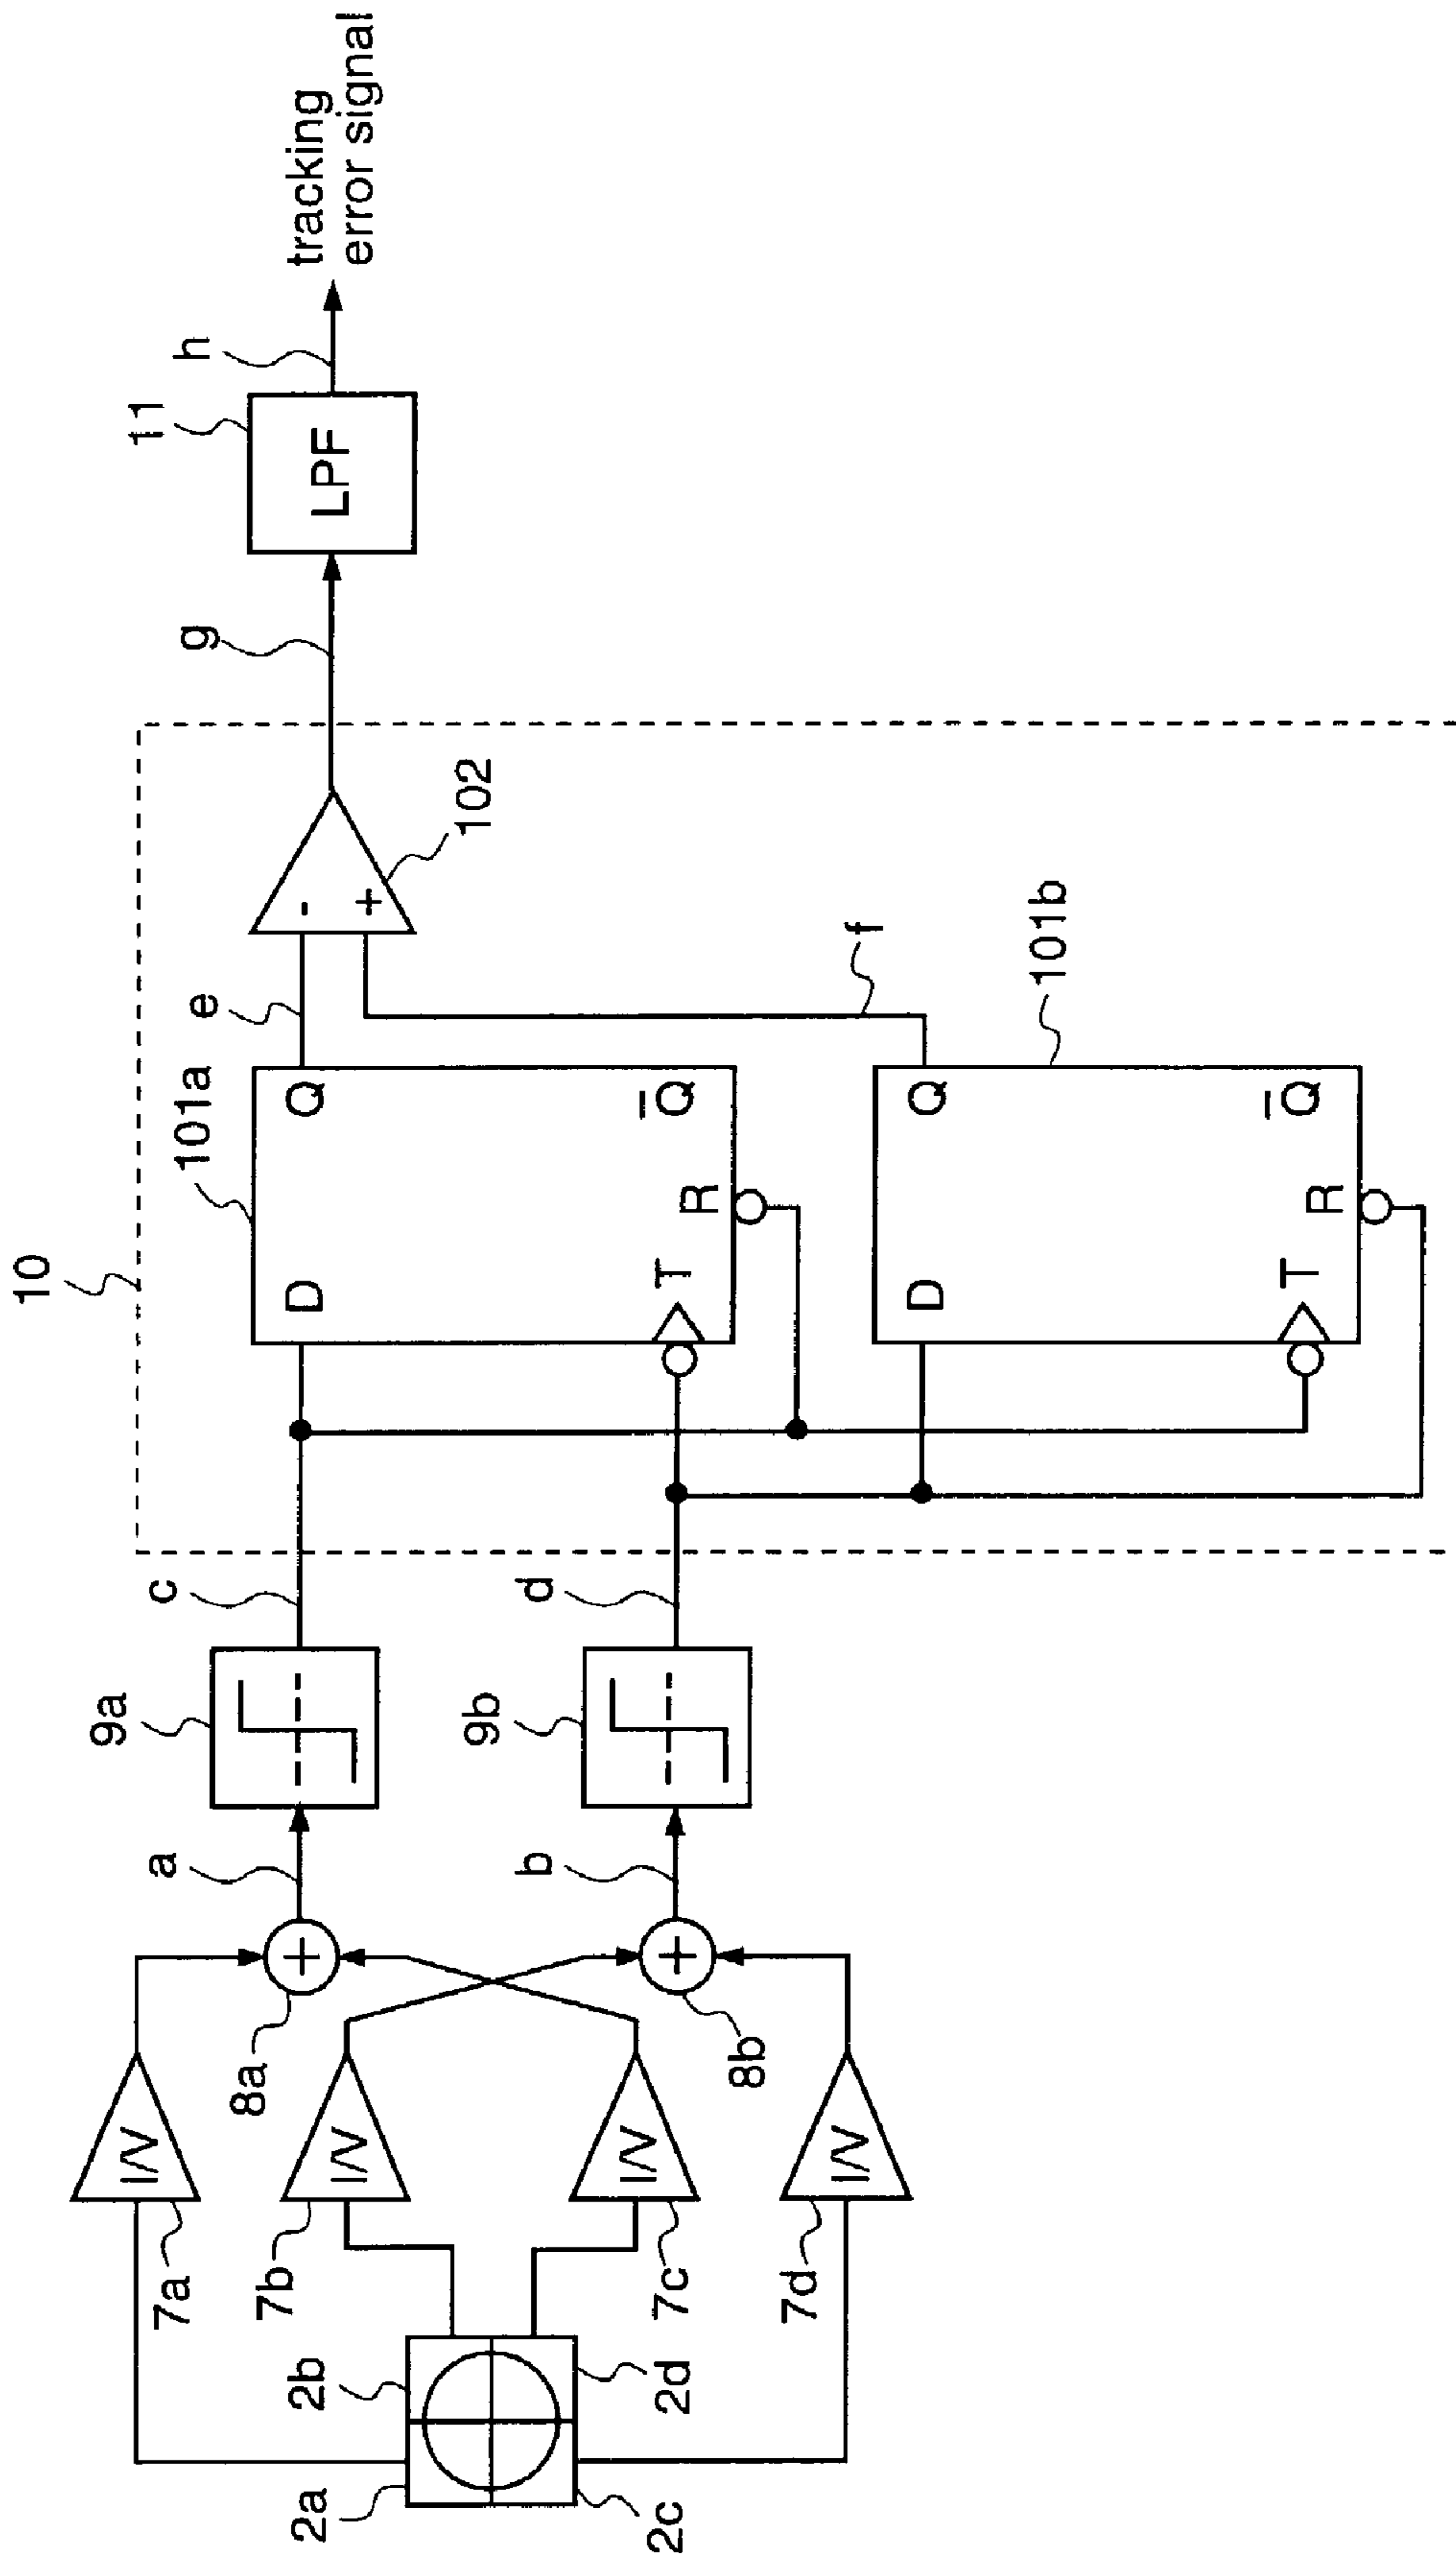 10
2a
2b
2c
2d
7a
I/V
7b
I/V
7c
I/V
7d
I/V
8a
+
8b
+
a
b
9a
9b
c
d
101a
D
Q
T
R
Q̅
101b
D
Q
T
R
Q̅
e
f
-
+
102
g
11
LPF
h
tracking
error signal